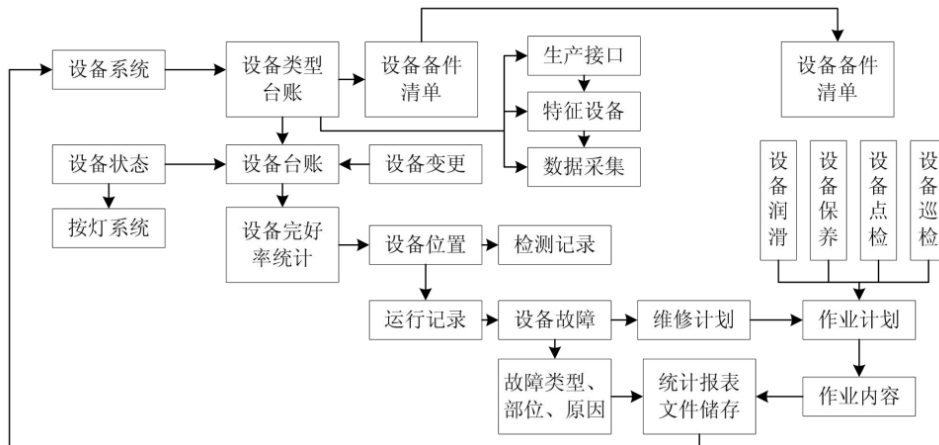 设备系统
设备类型
台账
设备备件
清单
生产接口
特征设备
数据采集
设备备件
清单
设备状态
设备台账
设备变更
按灯系统
设备完好
率统计
设备位置
检测记录
设备润滑
设备保养
设备点检
设备巡检
运行记录
设备故障
维修计划
作业计划
故障类型、
部位、原因
统计报表
文件储存
作业内容